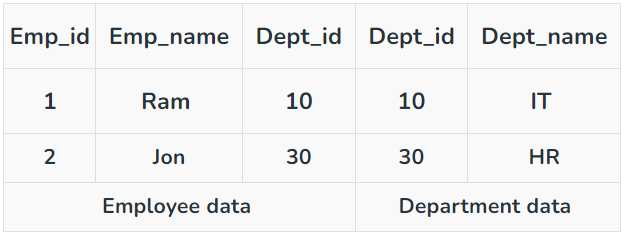 Emp_id Emp_name Dept_id Dept_id Dept_name
1 Ram 10 10 IT
2 Jon 30 30 HR
Employee data Department data